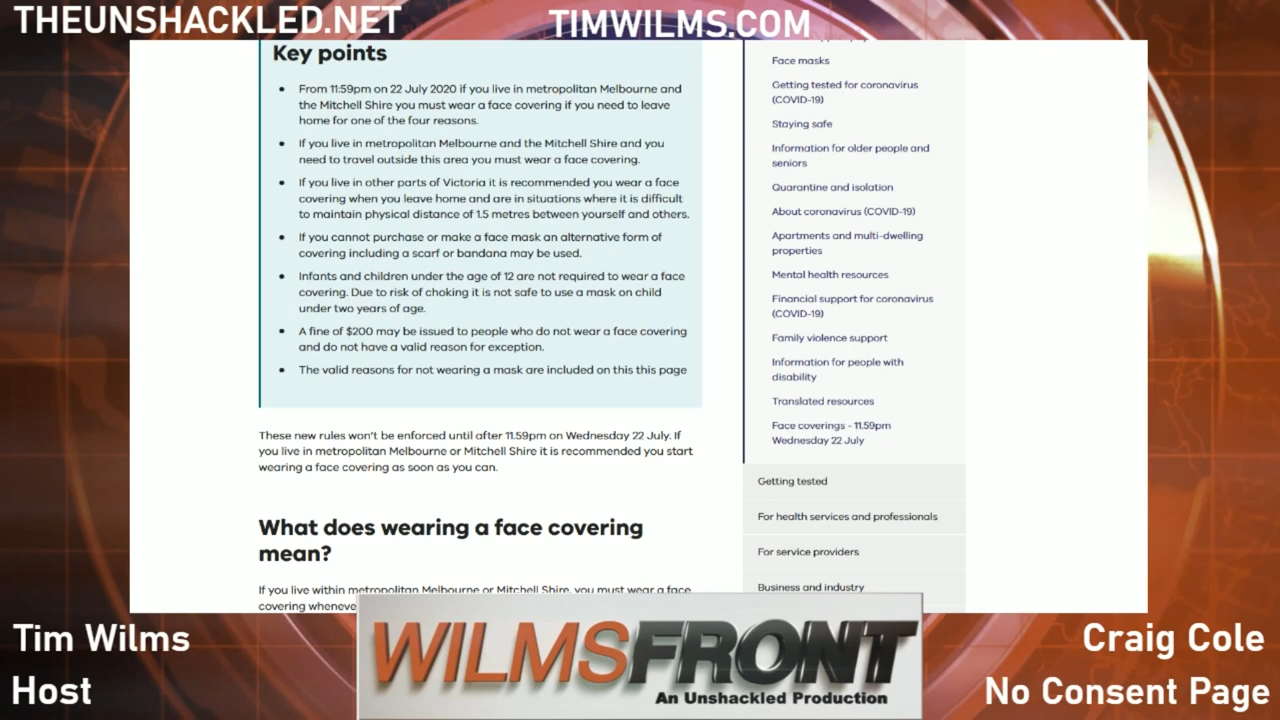 THEUNSHACKLED.NET
TIMWILMS.COM
Key points
From 11:59pm on 22 July 2020 if you live in metropolitan Melbourne and
the Mitchell Shire you must wear a face covering if you need to leave
home for one of the four reasons.
If you live in metropolitan Melbourne and the Mitchell Shire and you
need to travel outside this area you must wear a face covering.
If you live in other parts of Victoria it is recommended you wear a face
covering when you leave home and are in situations where it is difficult
to maintain physical distance of 1.5 metres between yourself and others.
If you cannot purchase or make a face mask an alternative form of
covering including a scarf or bandana may be used.
Infants and children under the age of 12 are not required to wear a face
covering. Due to risk of choking it is not safe to use a mask on child
under two years of age.
A fine of $200 may be issued to people who do not wear a face covering
and do not have a valid reason for exception.
The valid reasons for not wearing a mask are included on this this page
These new rules won't be enforced until after 11.59pm on Wednesday 22 July. If
you live in metropolitan Melbourne or Mitchell Shire it is recommended you start
wearing a face covering as soon as you can.
What does wearing a face covering
mean?
If you live within metropolitan Melbourne or Mitchell Shire, you must wear a face
covering wheneve
Face masks
Getting tested for coronavirus
(COVID-19)
Staying safe
Information for older people and
seniors
Quarantine and isolation
About coronavirus (COVID-19)
Apartments and multi-dwelling
properties
Mental health resources
Financial support for coronavirus
(COVID-19)
Family violence support
Information for people with
disability
Translated resources
Face coverings - 11.59pm
Wednesday 22 July
Getting tested
For health services and professionals
For service providers
Business and industry
Tim Wilms
Host
WILMSFRONT
An Unshackled Production
Craig Cole
No Consent Page